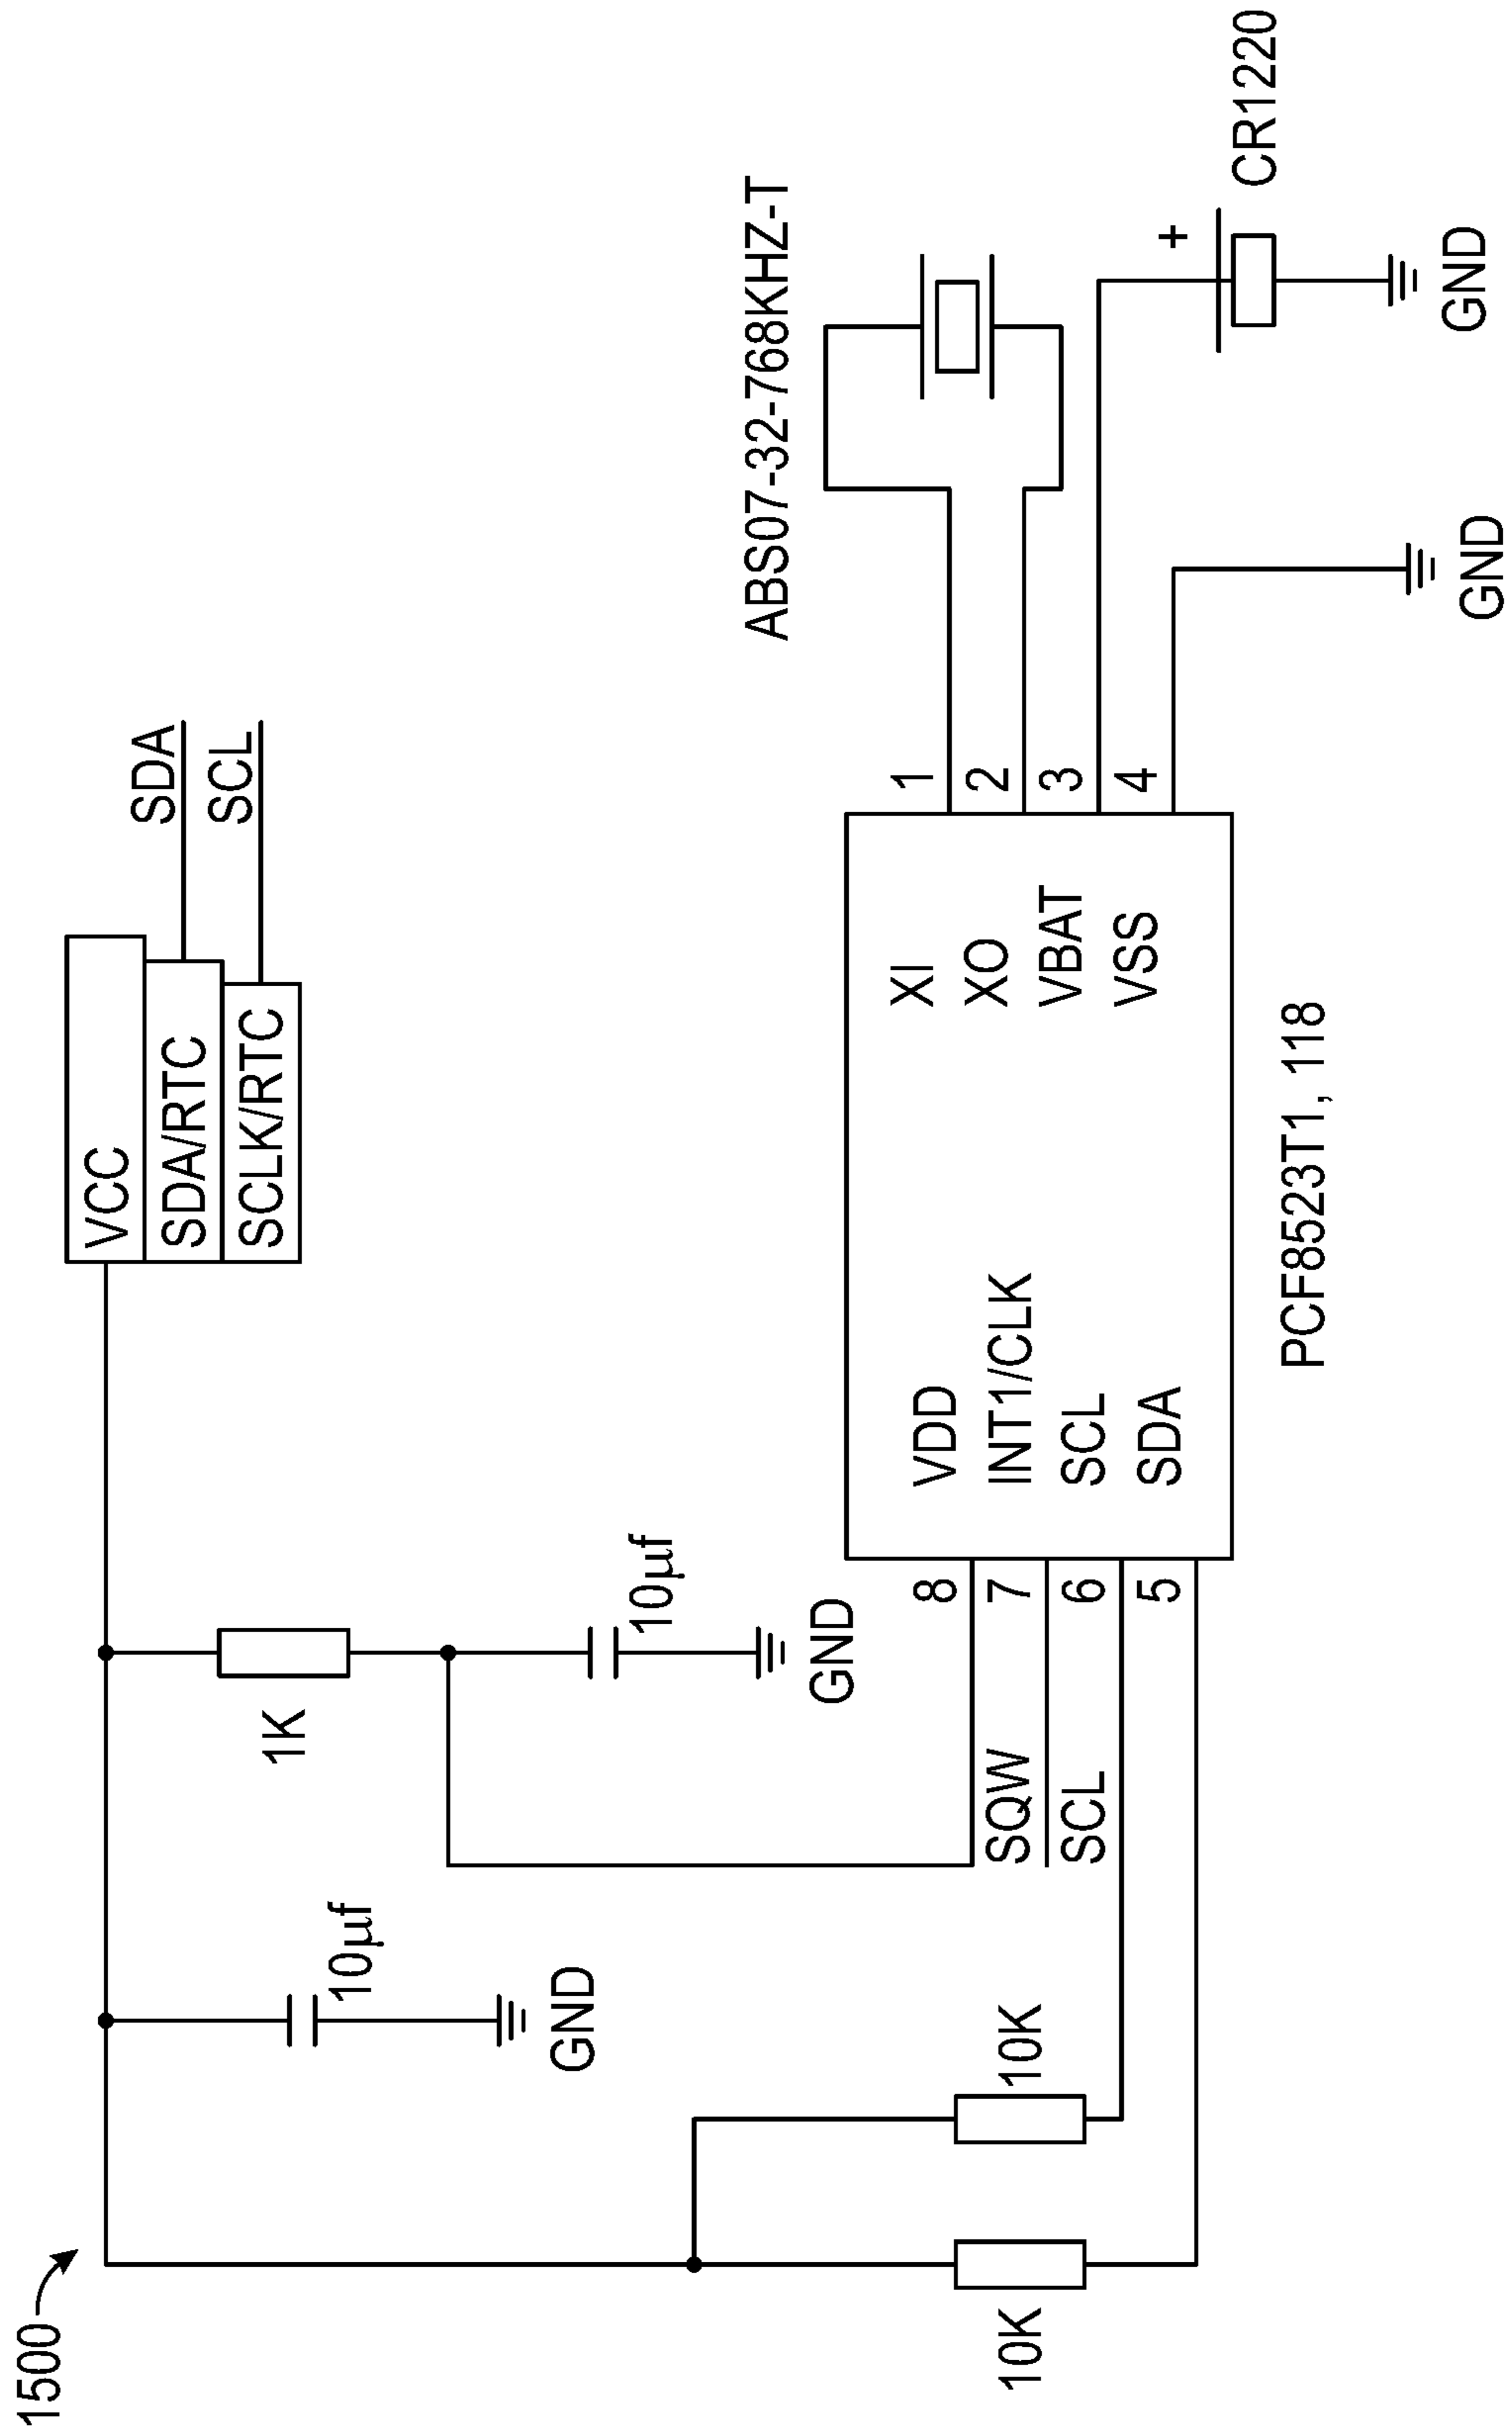 1500
VCC
SDA/RTC
SCLK/RTC
SDA
SCL
1K
10µf
GND
10µf
GND
ABS07-32-768KHZ-T
8
7
6
5
SQW
SCL
VDD
INT1/CLK
SCL
SDA
XI
XO
VBAT
VSS
1
2
3
4
10K
10K
PCF8523T1, 118
+
CR1220
GND
GND